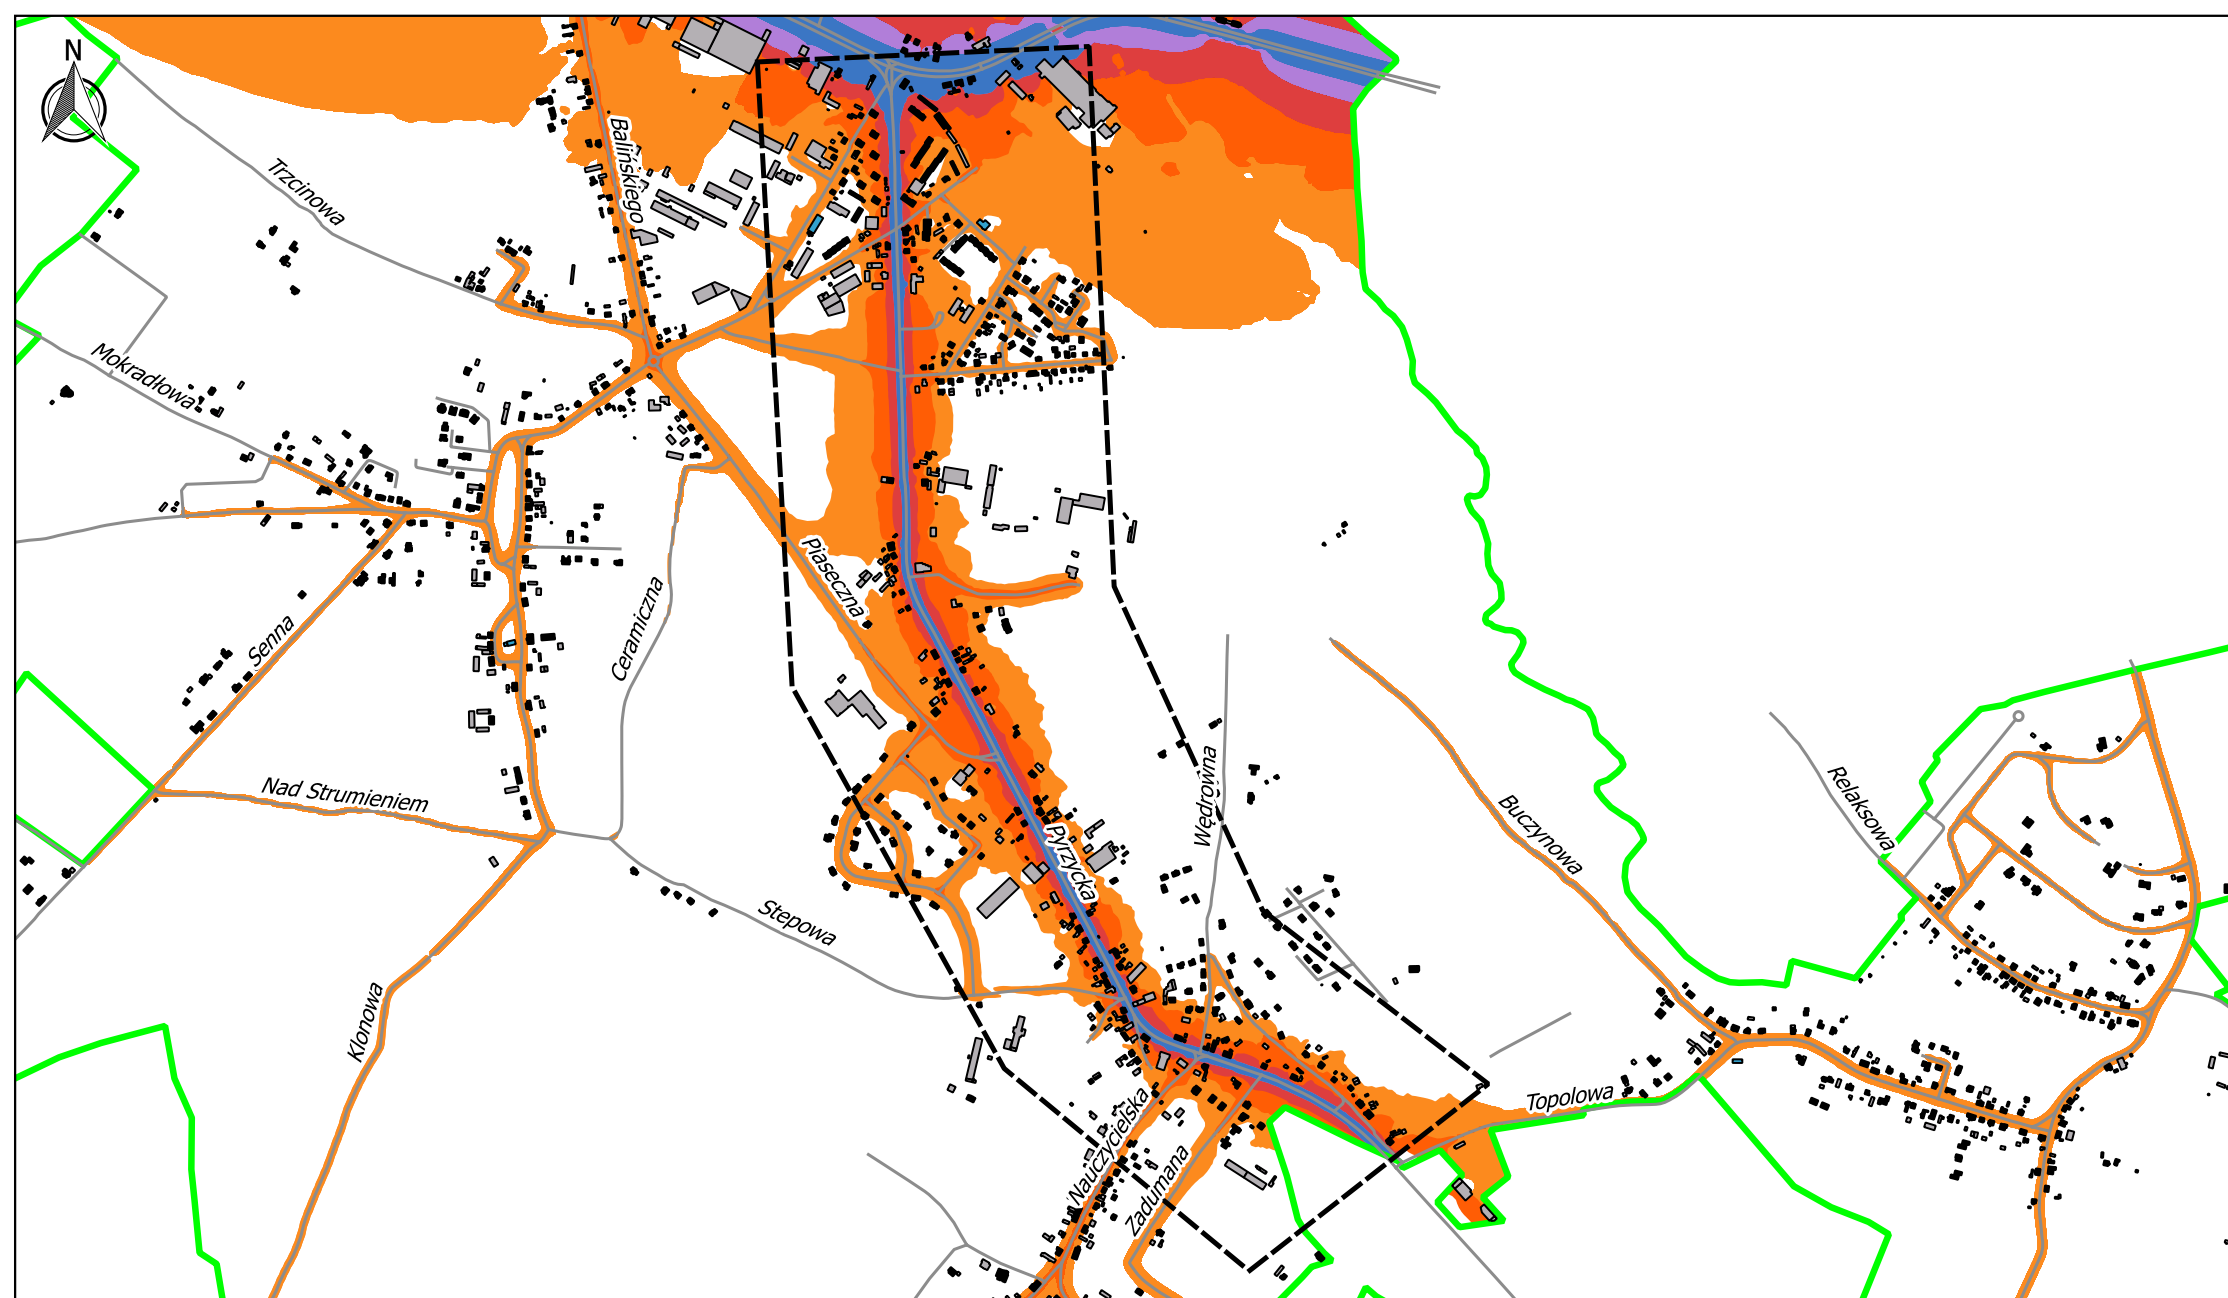 N
Balińskiego
Trzcinowa
Mokradłowa
Piaseczna
Ceramiczna
Senna
Nad Strumieniem
Wędrowna
Relaksowa
Buczynowa
Pyrzycka
Stepowa
Klonowa
Topolowa
Nauczycielska
Zadumana